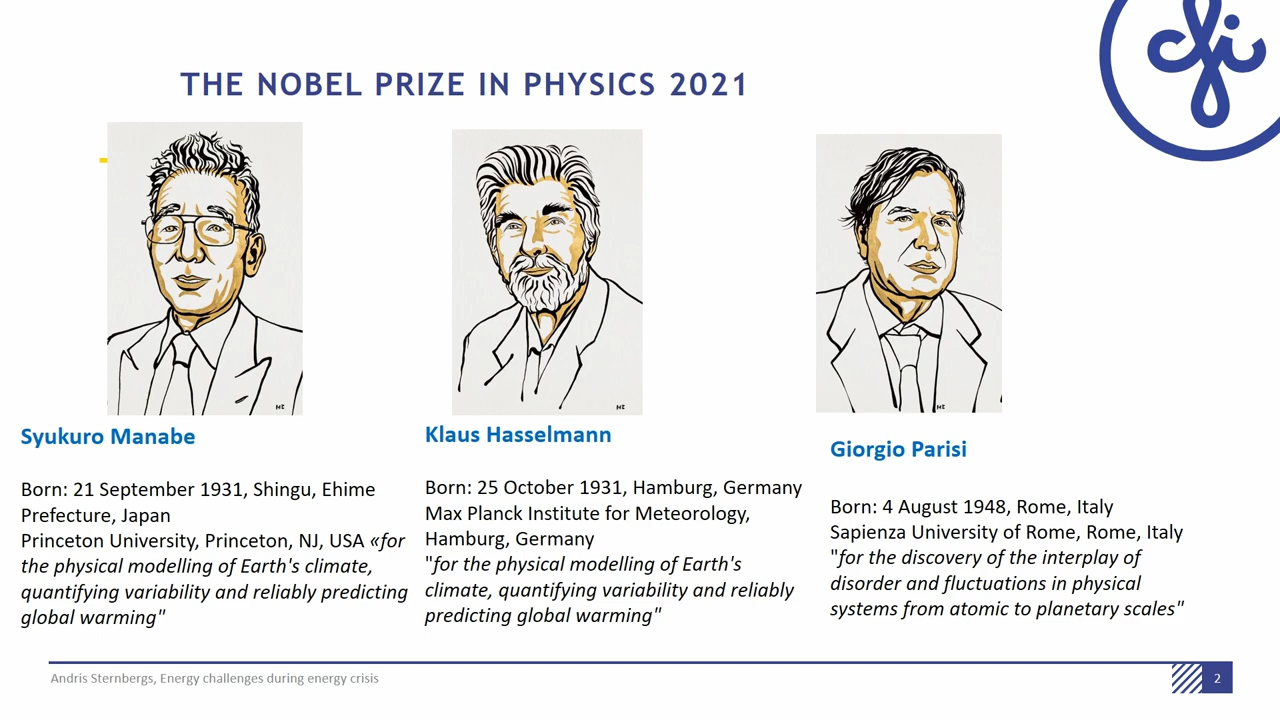 THE NOBEL PRIZE IN PHYSICS 2021
Syukuro Manabe
Born: 21 September 1931, Shingu, Ehime
Prefecture, Japan
Princeton University, Princeton, NJ, USA «for
the physical modelling of Earth's climate,
quantifying variability and reliably predicting
global warming"
Klaus Hasselmann
Born: 25 October 1931, Hamburg, Germany
Max Planck Institute for Meteorology,
Hamburg, Germany
"for the physical modelling of Earth's
climate, quantifying variability and reliably
predicting global warming"
Giorgio Parisi
Born: 4 August 1948, Rome, Italy
Sapienza University of Rome, Rome, Italy
"for the discovery of the interplay of
disorder and fluctuations in physical
systems from atomic to planetary scales"
Andris Sternbergs, Energy challenges during energy crisis
2